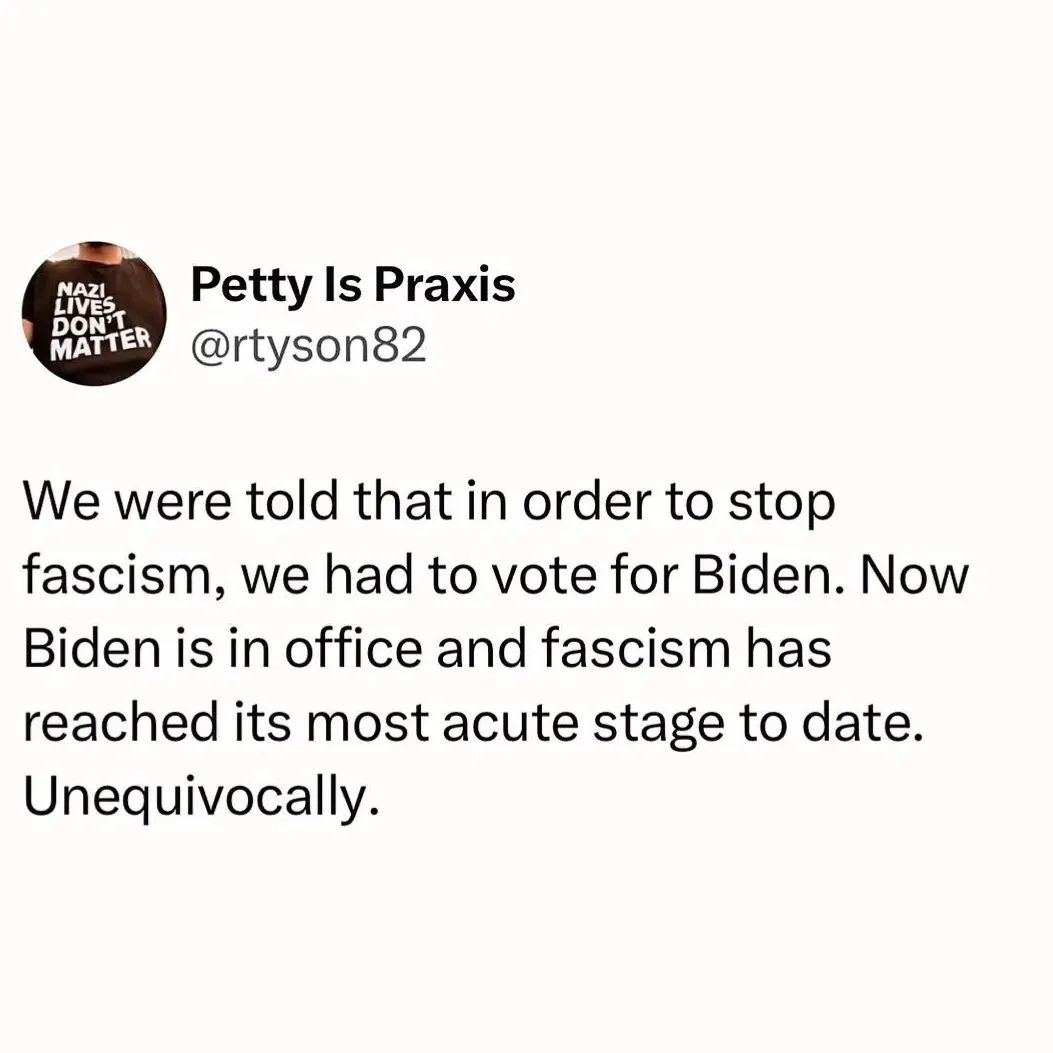 NAZI
LIVES
DON'T
MATTER
Petty Is Praxis
@rtyson82
We were told that in order to stop
fascism, we had to vote for Biden. Now
Biden is in office and fascism has
reached its most acute stage to date.
Unequivocally.